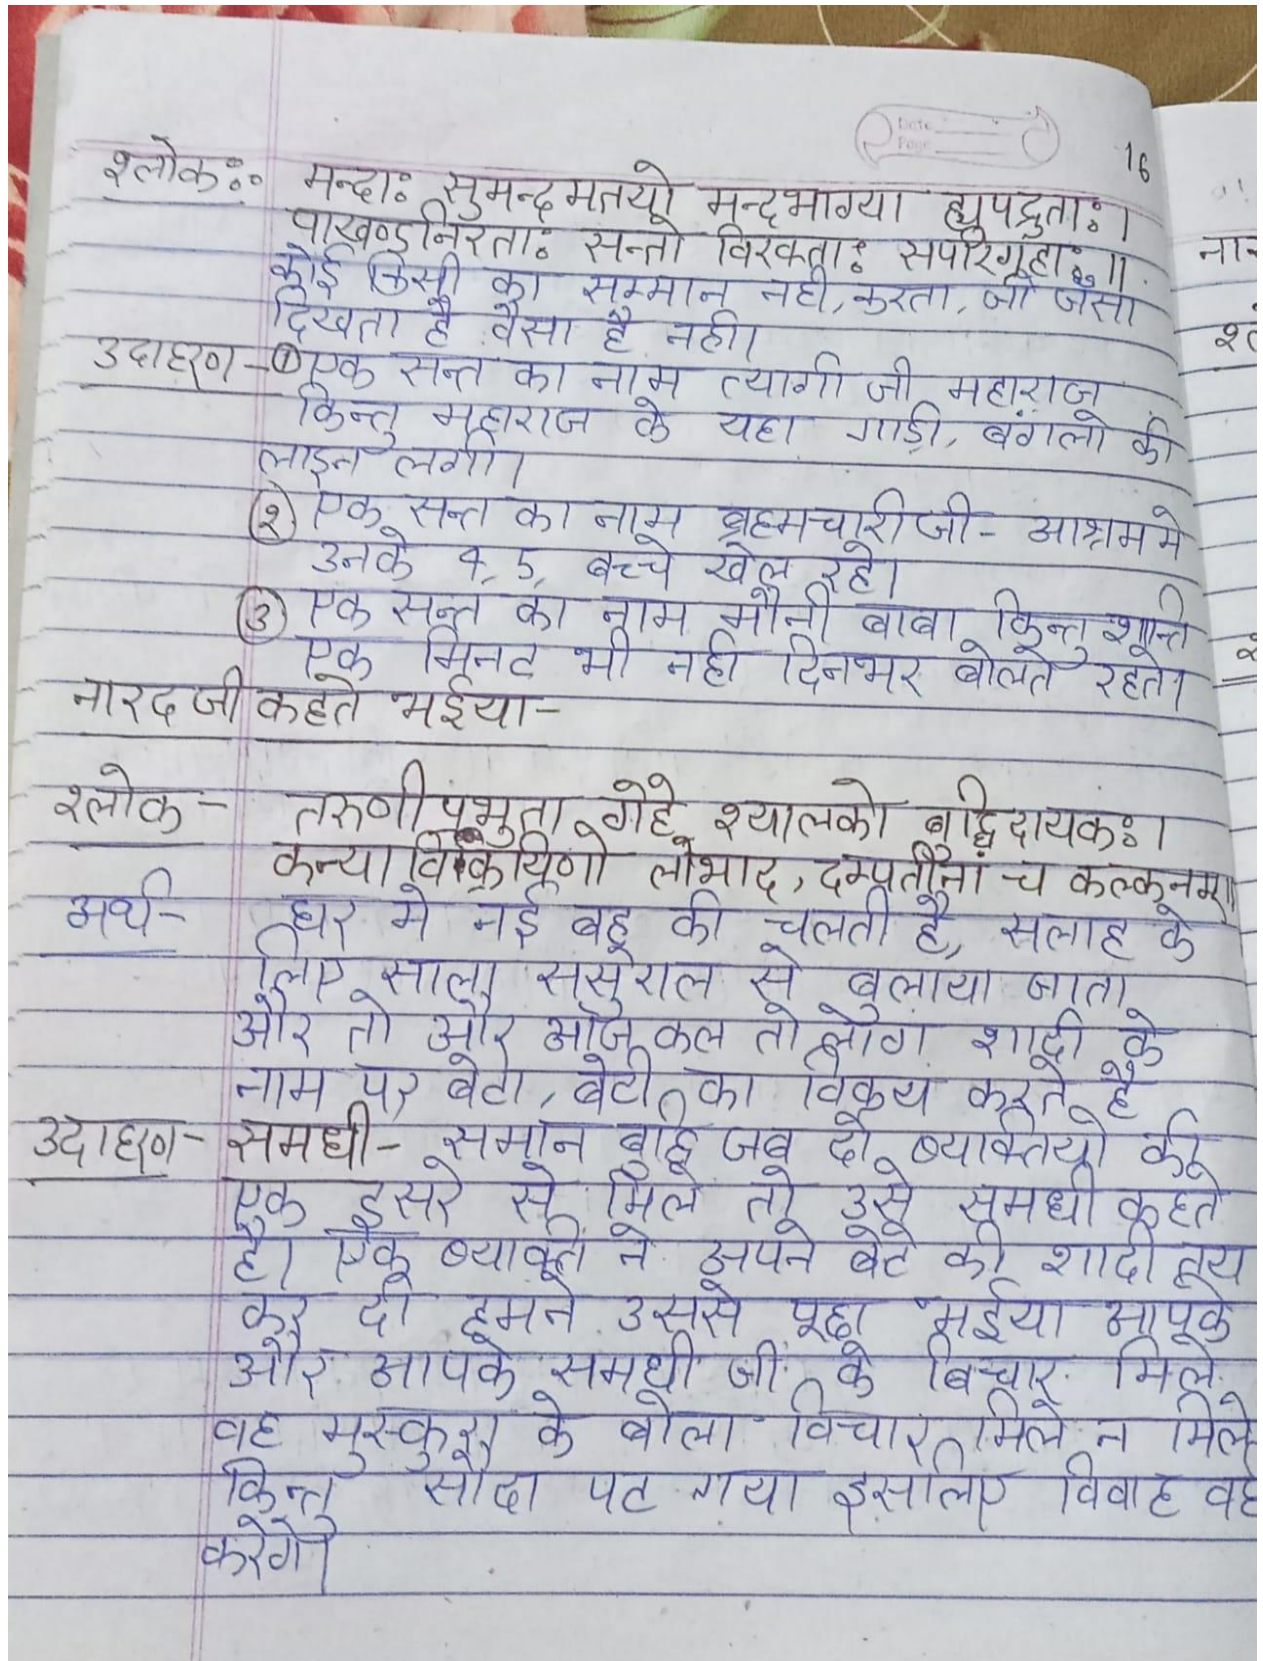 Date
Page
16
श्लोकः मन्दाः सुमन्दमतयो मन्दभाग्या ह्युपद्रुताः।
पाखण्डनिरताः सन्तो विरक्ताः सपरिग्रहाः॥
कोई किसी का सम्मान नही, करता, जो जैसा
दिखता है वैसा है नही।
उदाहरण - ① एक सन्त का नाम त्यागी जी महाराज
किन्तु महाराज के यहा गाडी, बंगलो की
लाइन लगी।
② एक सन्त का नाम ब्रह्मचारी जी - आश्रम मे
उनके 4, 5, बच्चे खेल रहे।
③ एक सन्त का नाम मौनी बाबा किन्तु शान्त
एक मिनट भी नही दिनभर बोलते रहते।
नारद जी कहते भईया -
श्लोक - तरुणी प्रभुता गेहे श्यालको बुद्धि दायकः।
कन्या विक्रयिणो लोभाद, दम्पतीनां च कल्कनम्॥
अर्थ - घर मे नई बहू की चलती है, सलाह के
लिए साला ससुराल से बुलाया जाता
और तो और आजकल तो लोग शादी के
नाम पर बेटा, बेटी का विक्रय करते है
उदाहरण - समधी - समान बुद्धि जब दो ब्यक्तियो की
एक दुसरे से मिले तो उसे समधी कहते
है। एक ब्यक्ति ने अपने बेटे की शादी तय
कर दी हमने उससे पूछा भईया आपके
और आपके समधी जी के बिचार मिले
वह मुस्कुरा के बोला विचार मिले न मिले
किन्तु सौदा पट गया इसलिए विवाह वही
करेगे।